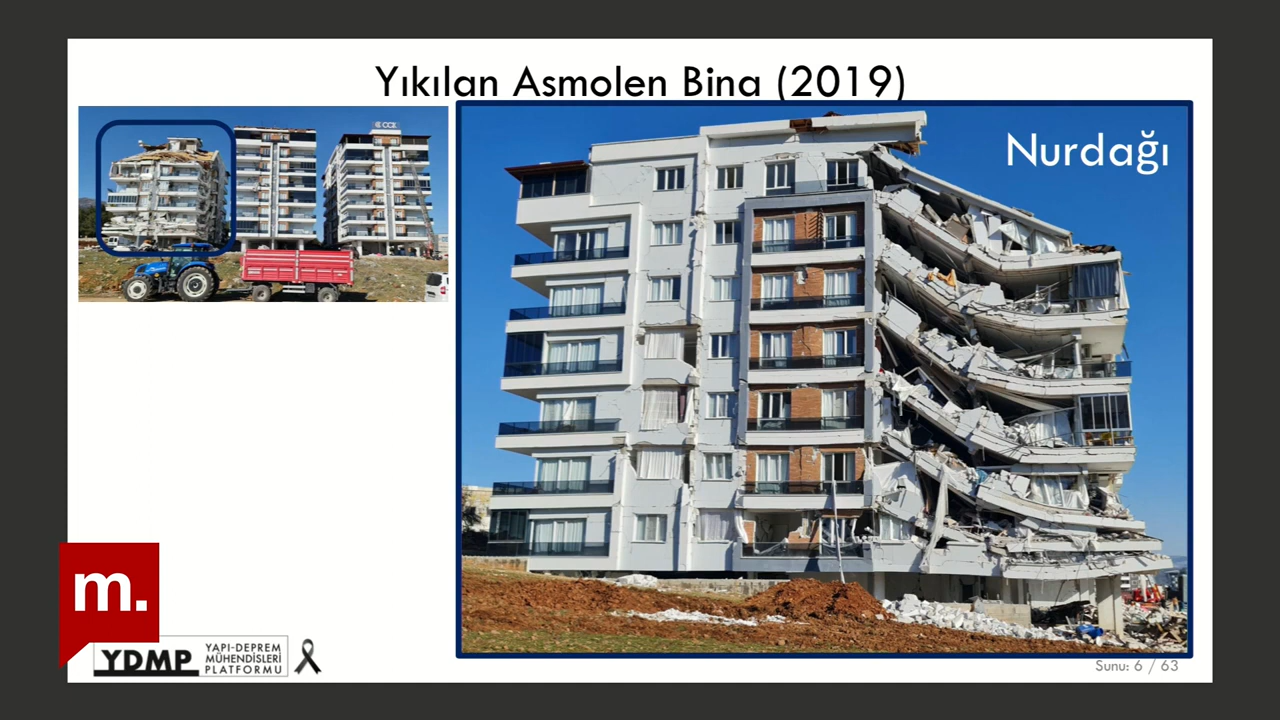 Yıkılan Asmolen Bina (2019)
Nurdağı
m.
YDMP
YAPI-DEPREM
MÜHENDİSLERİ
PLATFORMU
Sunu: 6 / 63